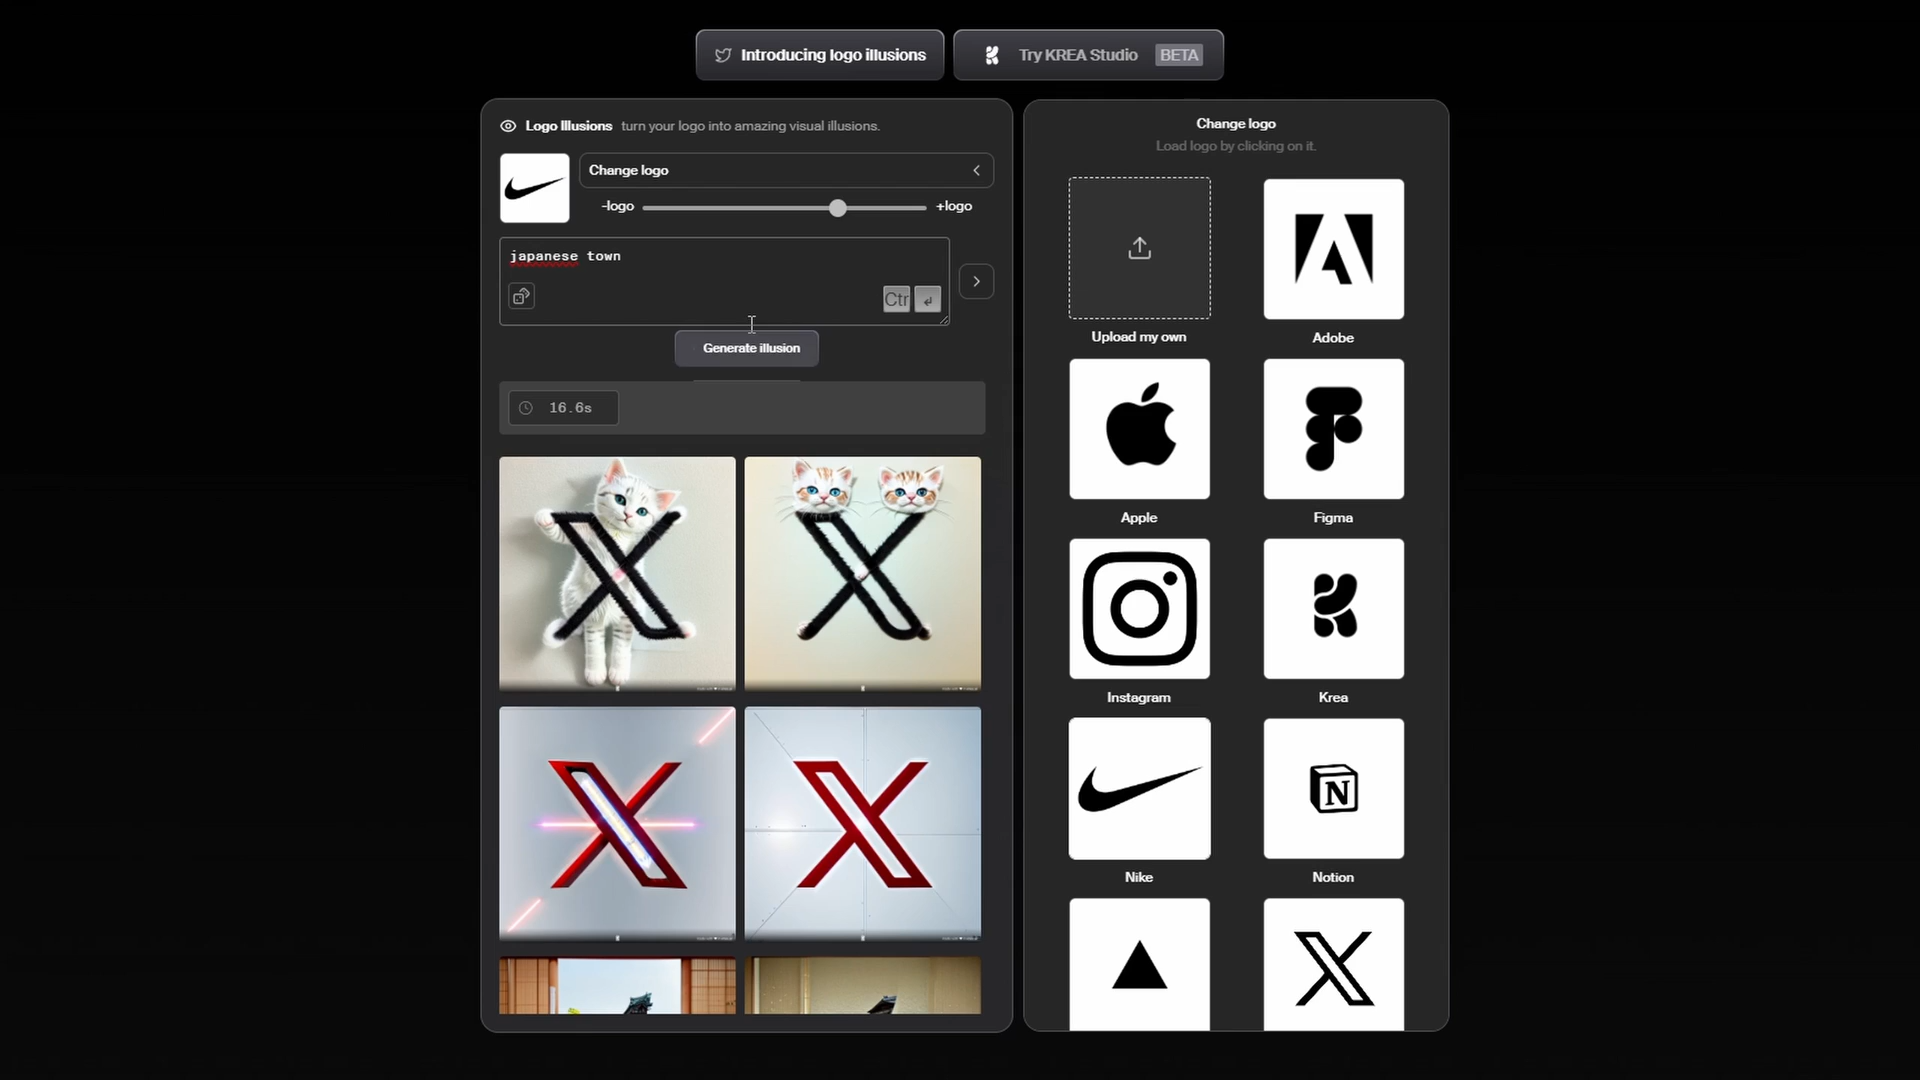 Introducing logo illusions
Try KREA Studio BETA
Logo Illusions turn your logo into amazing visual illusions.
Change logo
-logo
+logo
japanese town
Ctr
Generate illusion
16.6s
Change logo
Load logo by clicking on it.
Upload my own
Adobe
Apple
Figma
Instagram
Krea
N
Nike
Notion